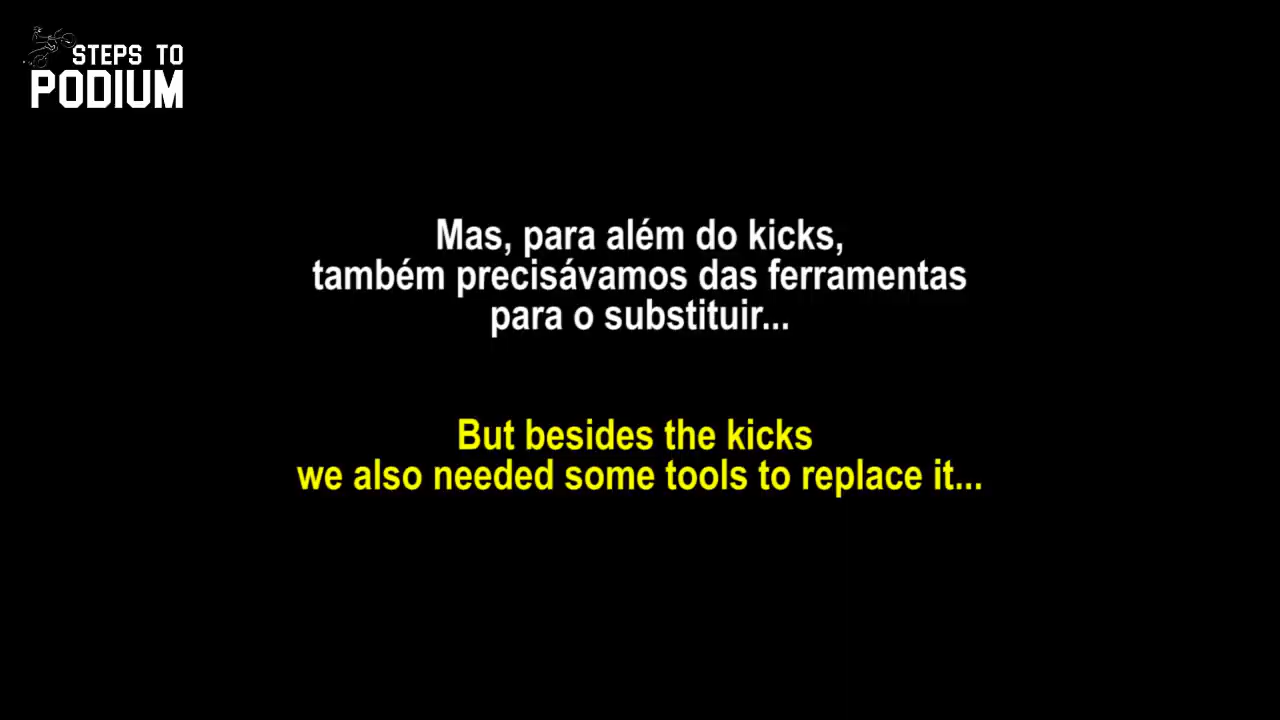 STEPS TO
PODIUM
Mas, para além do kicks,
também precisávamos das ferramentas
para o substituir...
But besides the kicks
we also needed some tools to replace it...